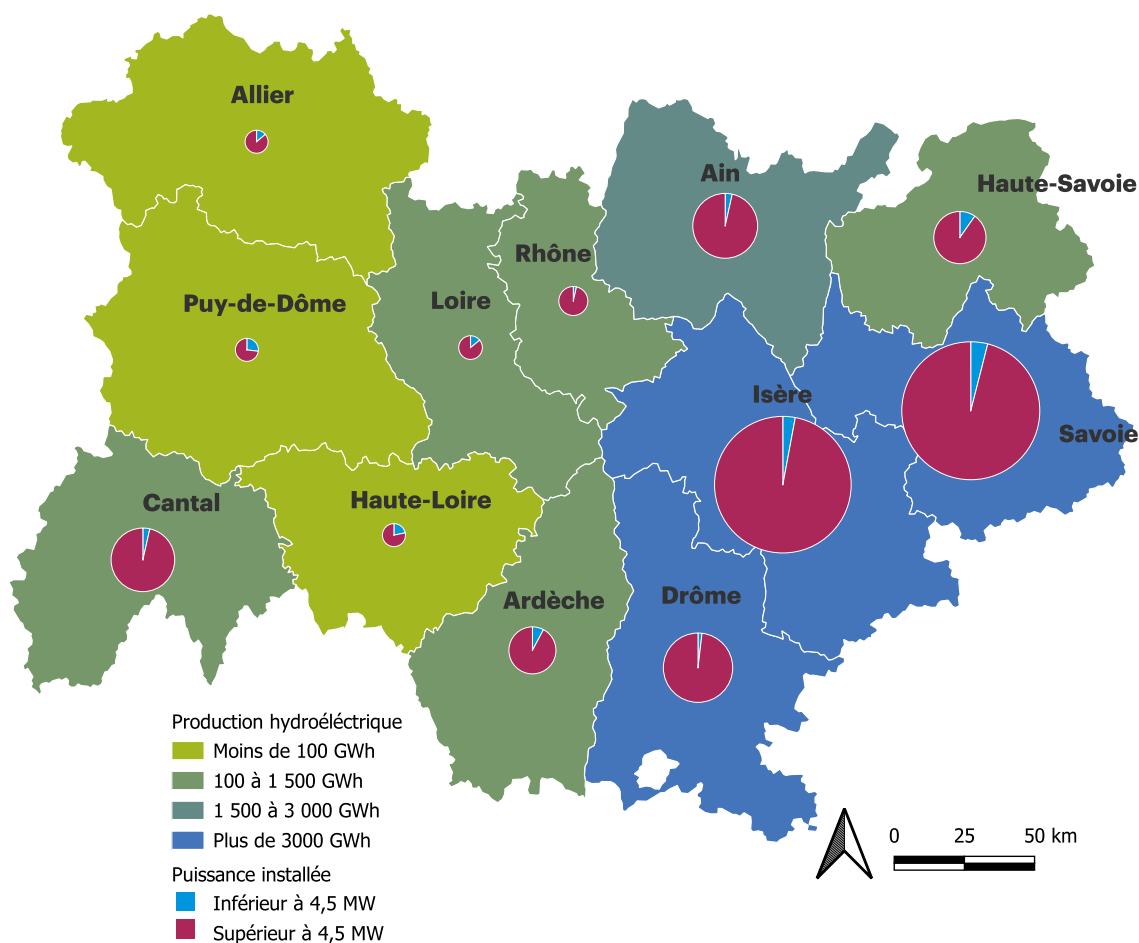 Allier
Ain
Haute-Savoie
Rhône
Puy-de-Dôme
Loire
Isère
Savoie
Cantal
Haute-Loire
Ardèche
Drôme
Production hydroéléctrique
Moins de 100 GWh
100 à 1 500 GWh
1 500 à 3 000 GWh
Plus de 3000 GWh
0 25 50 km
Puissance installée
Inférieur à 4,5 MW
Supérieur à 4,5 MW